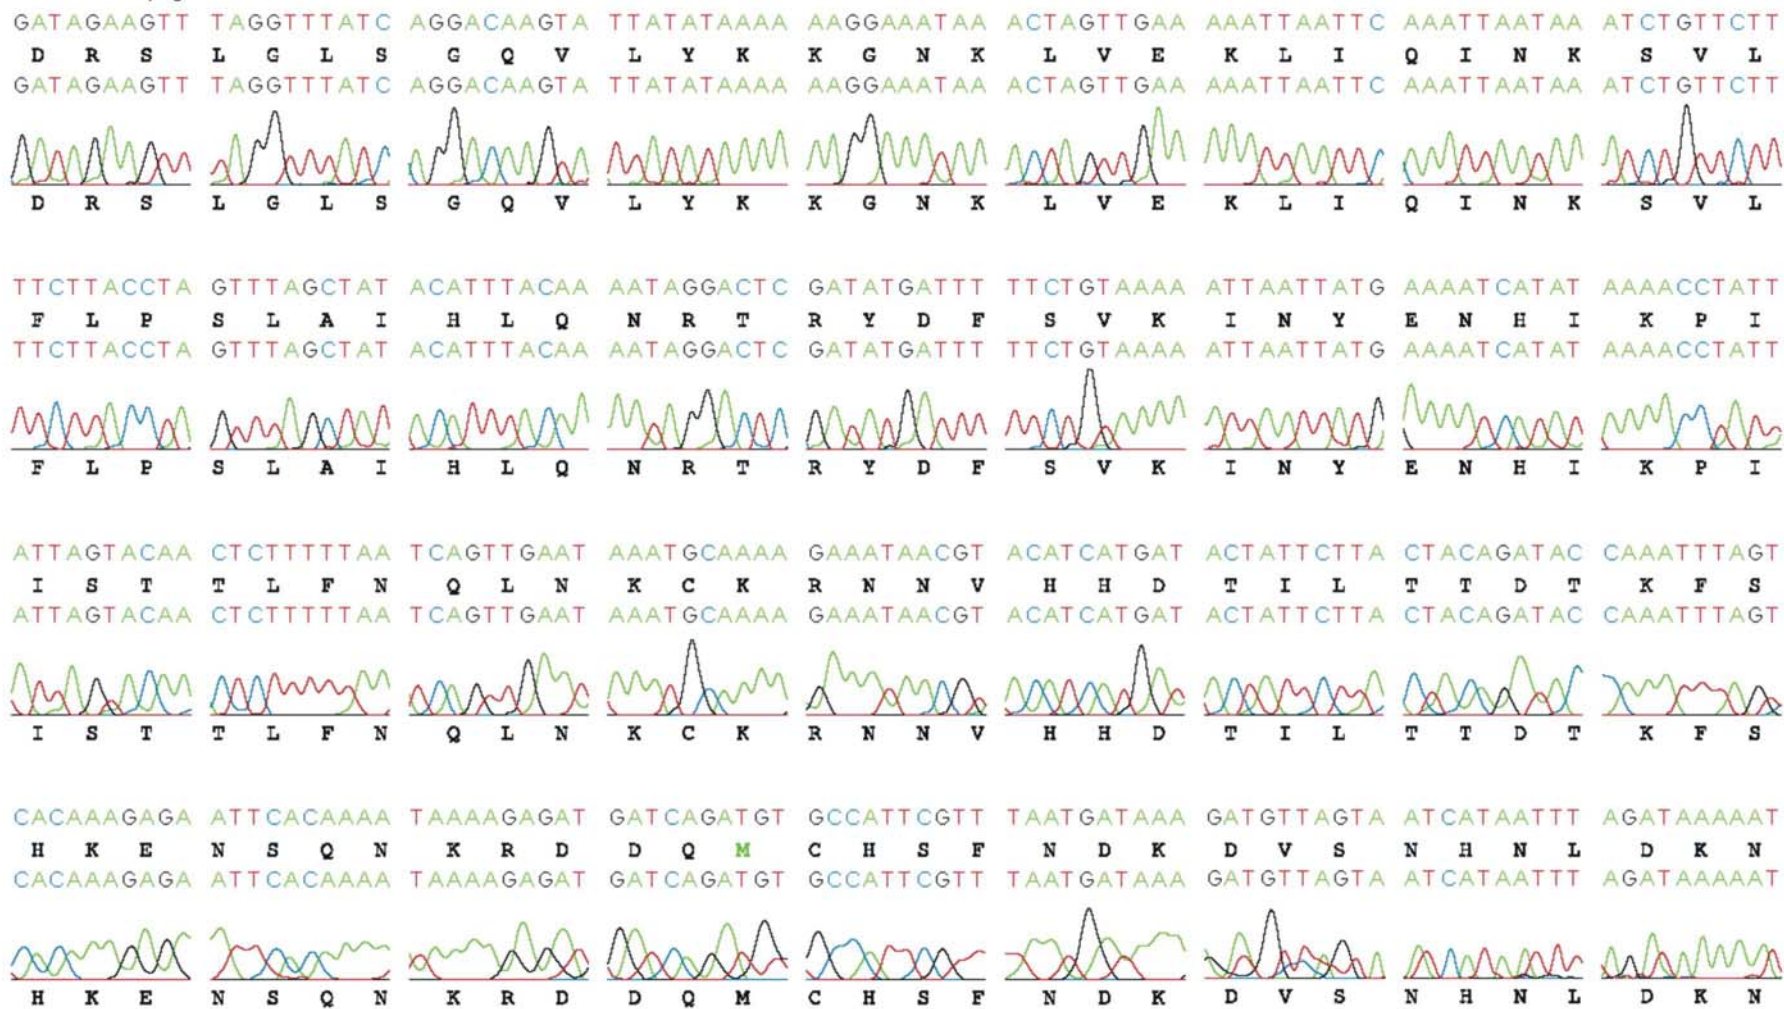 GATAGAAGTT TAGGTTTATC AGGACAAGTA TTATATAAAA AAGGAAATAA ACTAGTTGAA AAATTAATTC AAATTAATAA ATCTGTTCTT
D R S L G L S G Q V L Y K K G N K L V E K L I Q I N K S V L
GATAGAAGTT TAGGTTTATC AGGACAAGTA TTATATAAAA AAGGAAATAA ACTAGTTGAA AAATTAATTC AAATTAATAA ATCTGTTCTT
D R S L G L S G Q V L Y K K G N K L V E K L I Q I N K S V L
TTCTTACCTA GTTTAGCTAT ACATTTACAA AATAGGACTC GATATGATTT TTCTGTAAAA ATTAATTATG AAAATCATAT AAAACCTATT
F L P S L A I H L Q N R T R Y D F S V K I N Y E N H I K P I
TTCTTACCTA GTTTAGCTAT ACATTTACAA AATAGGACTC GATATGATTT TTCTGTAAAA ATTAATTATG AAAATCATAT AAAACCTATT
F L P S L A I H L Q N R T R Y D F S V K I N Y E N H I K P I
ATTAGTACAA CTCTTTTTAA TCAGTTGAAT AAATGCAAAA GAAATAACGT ACATCATGAT ACTATTCTTA CTACAGATAC CAAATTTAGT
I S T T L F N Q L N K C K R N N V H H D T I L T T D T K F S
ATTAGTACAA CTCTTTTTAA TCAGTTGAAT AAATGCAAAA GAAATAACGT ACATCATGAT ACTATTCTTA CTACAGATAC CAAATTTAGT
I S T T L F N Q L N K C K R N N V H H D T I L T T D T K F S
CACAAAGAGA ATTCACAAAA TAAAAGAGAT GATCAGATGT GCCATTCGTT TAATGATAAA GATGTTAGTA ATCATAATTT AGATAAAAAT
H K E N S Q N K R D D Q M C H S F N D K D V S N H N L D K N
CACAAAGAGA ATTCACAAAA TAAAAGAGAT GATCAGATGT GCCATTCGTT TAATGATAAA GATGTTAGTA ATCATAATTT AGATAAAAAT
H K E N S Q N K R D D Q M C H S F N D K D V S N H N L D K N